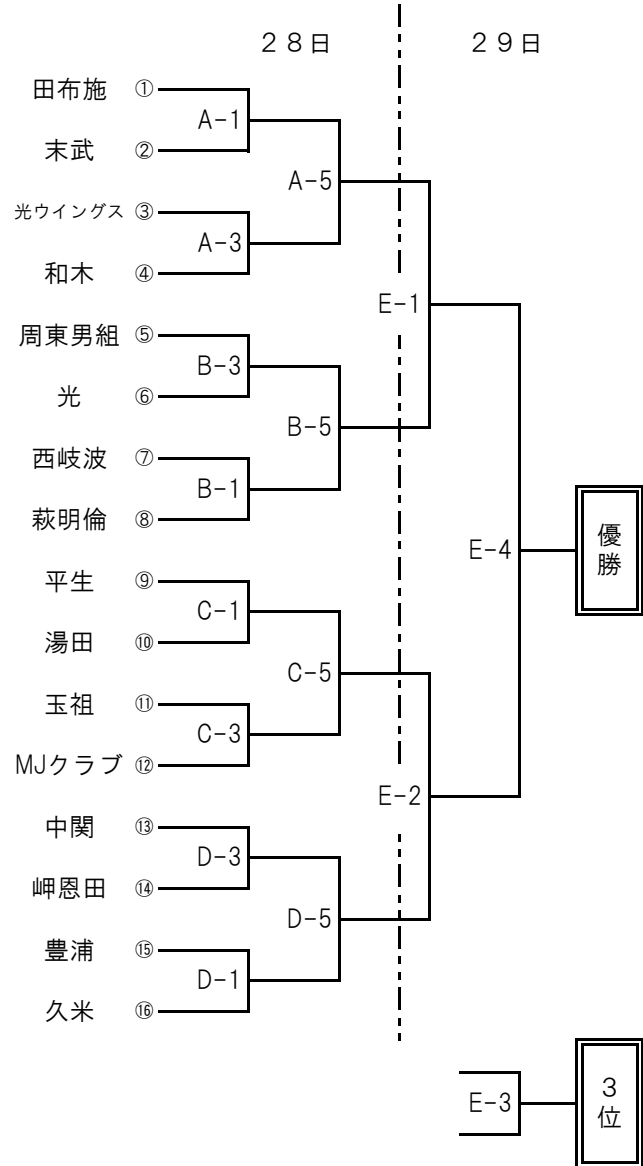 ２８日 ２９日
田布施 ①
A-1
末武 ②
A-5
光ウイングス ③
A-3
和木 ④
E-1
周東男組 ⑤
B-3
光 ⑥
B-5
西岐波 ⑦
B-1
萩明倫 ⑧
E-4
優勝
平生 ⑨
C-1
湯田 ⑩
C-5
玉祖 ⑪
C-3
MJクラブ ⑫
E-2
中関 ⑬
D-3
岬恩田 ⑭
D-5
豊浦 ⑮
D-1
久米 ⑯
E-3
３位